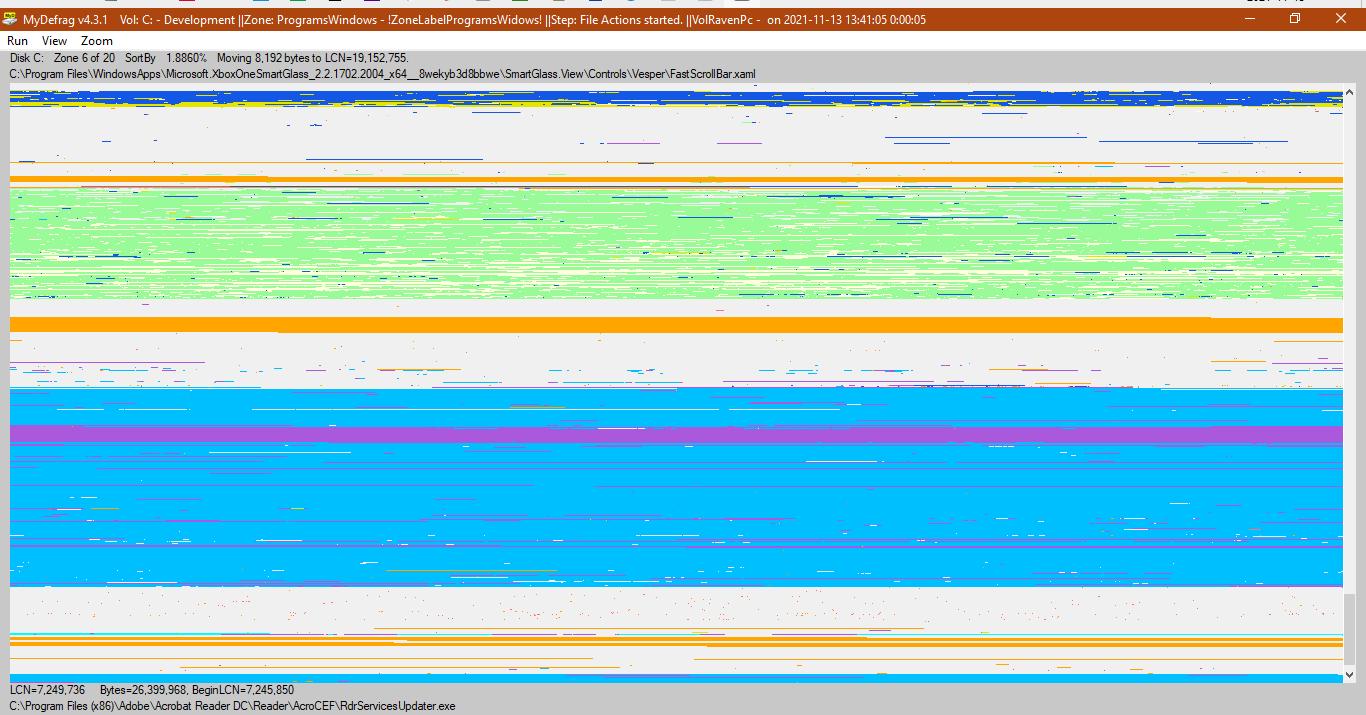 MyDefrag v4.3.1    Vol: C: - Development ||Zone: ProgramsWindows - !ZoneLabelProgramsWidows! ||Step: File Actions started. ||VolRavenPc -  on 2021-11-13 13:41:05 0:00:05
Run View Zoom
Disk C:   Zone 6 of 20   SortBy   1.8860%   Moving 8,192 bytes to LCN=19,152,755.
C:\Program Files\WindowsApps\Microsoft.XboxOneSmartGlass_2.2.1702.2004_x64__8wekyb3d8bbwe\SmartGlass.View\Controls\Vesper\FastScrollBar.xaml
LCN=7,249,736    Bytes=26,399,968, BeginLCN=7,245,850
C:\Program Files (x86)\Adobe\Acrobat Reader DC\Reader\AcroCEF\RdrServicesUpdater.exe